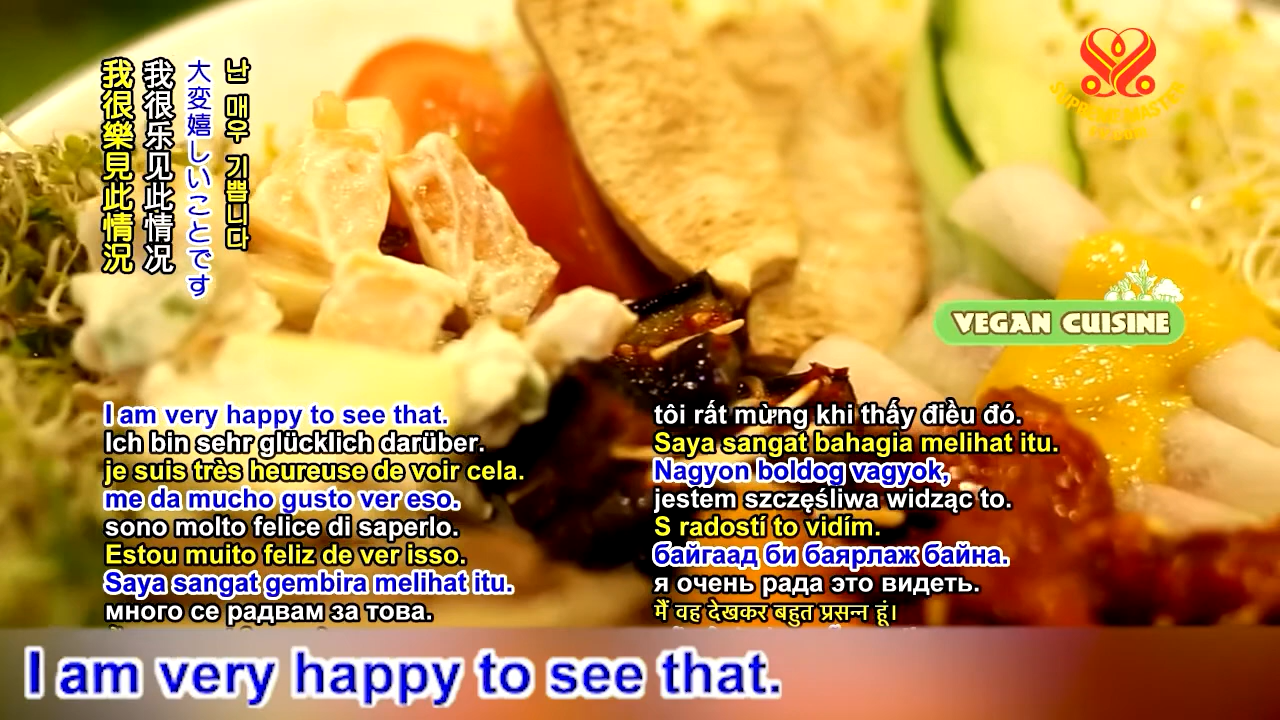 我很樂見此情況
我很乐见此情况
大変嬉しいことです
난 매우 기쁩니다
SUPREME MASTER
TV.COM
VEGAN CUISINE
I am very happy to see that.
Ich bin sehr glücklich darüber.
je suis très heureuse de voir cela.
me da mucho gusto ver eso.
sono molto felice di saperlo.
Estou muito feliz de ver isso.
Saya sangat gembira melihat itu.
много се радвам за това.
tôi rất mừng khi thấy điều đó.
Saya sangat bahagia melihat itu.
Nagyon boldog vagyok,
jestem szczęśliwa widząc to.
S radostí to vidím.
байгаад би баярлаж байна.
я очень рада это видеть.
मैं वह देखकर बहुत प्रसन्न हूं।
I am very happy to see that.